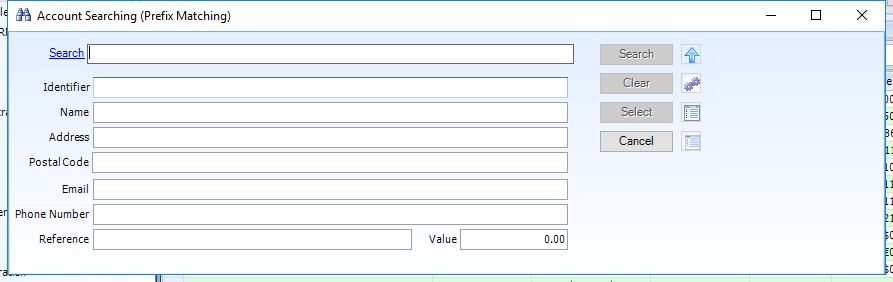 Account Searching (Prefix Matching)
Search
Search
Identifier
Clear
Name
Select
Address
Cancel
Postal Code
Email
Phone Number
Reference
Value 0.00